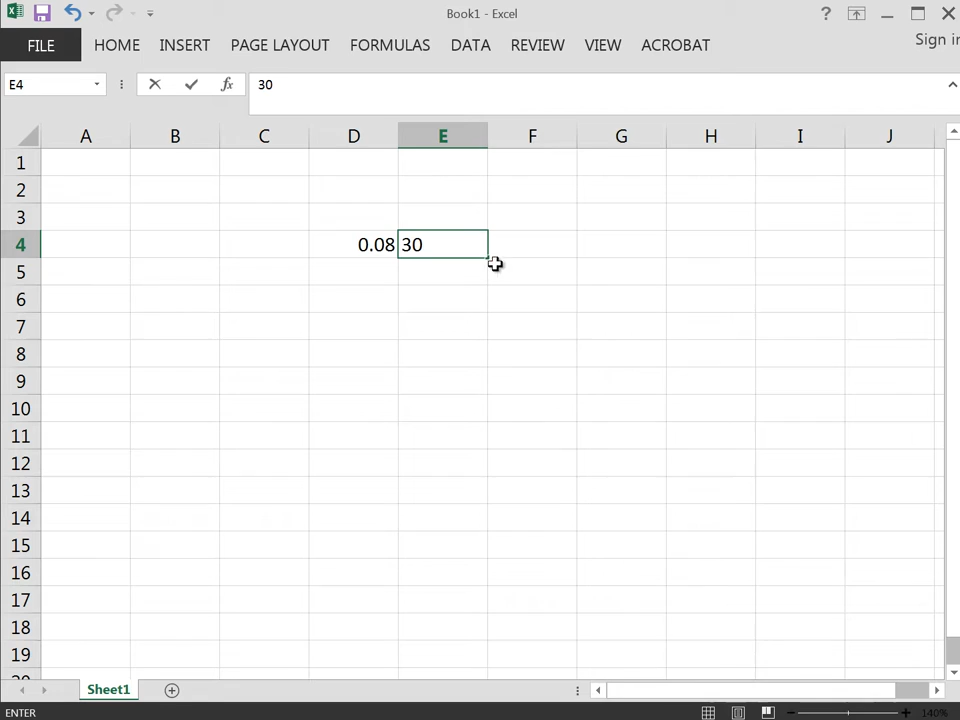 Book1 - Excel
?
Sign in
FILE HOME INSERT PAGE LAYOUT FORMULAS DATA REVIEW VIEW ACROBAT
E4 fx 30
A B C D E F G H I J
1
2
3
4 0.08 30
5
6
7
8
9
10
11
12
13
14
15
16
17
18
19
Sheet1
ENTER 140%